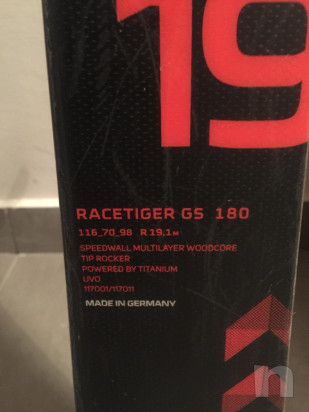 19
RACETIGER GS 180
116_70_98 R 19,1M
SPEEDWALL MULTILAYER WOODCORE
TIP ROCKER
POWERED BY TITANIUM
UVO
117001/117011
MADE IN GERMANY
n